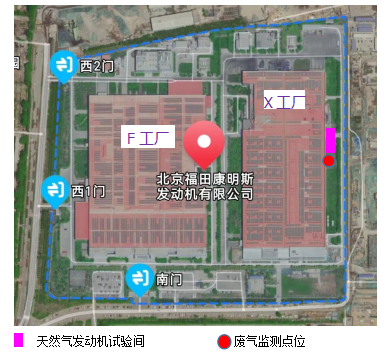 西2门
X 工厂
F 工厂
北京福田康明斯
发动机有限公司
西1门
南门
天然气发动机试验间
废气监测点位